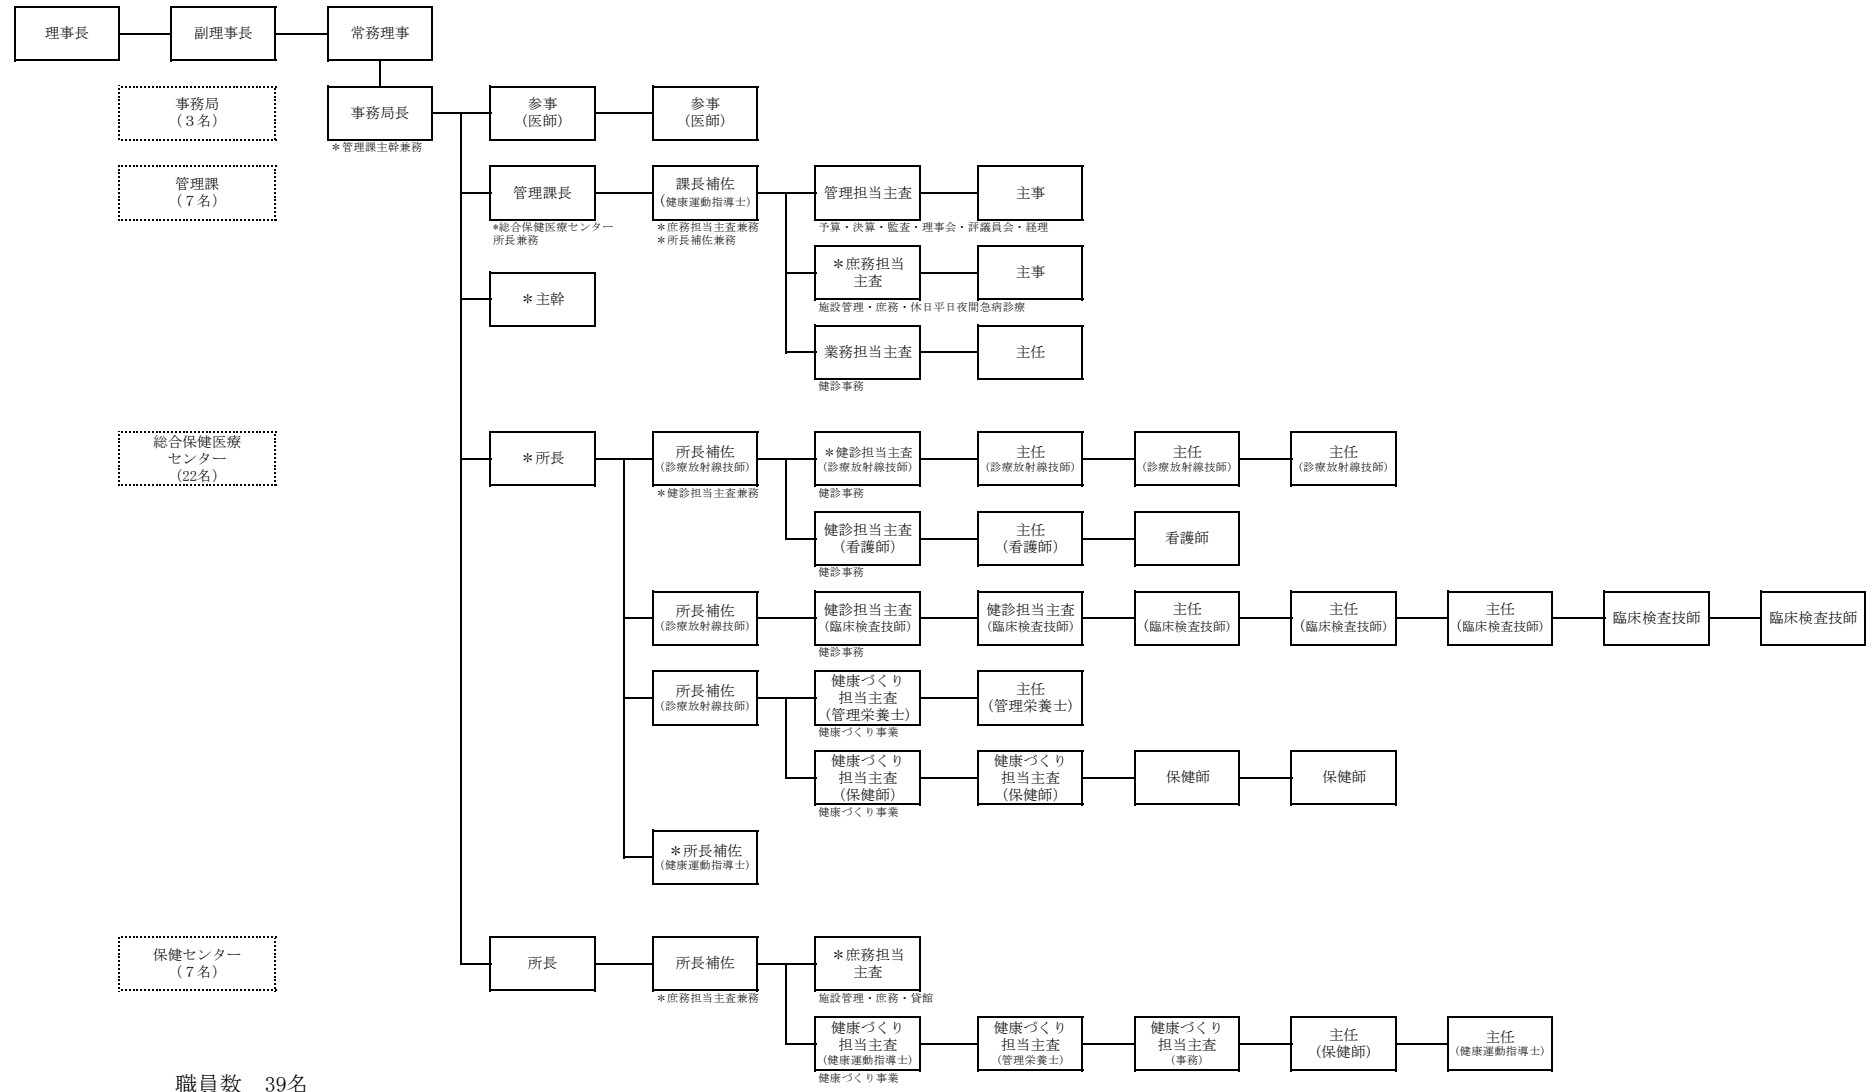 理事長
副理事長
常務理事
事務局
（３名）
事務局長
＊管理課主幹兼務
参事
（医師）
参事
（医師）
管理課
（７名）
管理課長
*総合保健医療センター
所長兼務
課長補佐
(健康運動指導士)
＊庶務担当主査兼務
＊所長補佐兼務
管理担当主査
予算・決算・監査・理事会・評議員会・経理
主事
＊庶務担当
主査
施設管理・庶務・休日平日夜間急病診療
主事
＊主幹
業務担当主査
健診事務
主任
総合保健医療
センター
（22名）
＊所長
所長補佐
(診療放射線技師)
＊健診担当主査兼務
＊健診担当主査
(診療放射線技師)
健診事務
主任
(診療放射線技師)
主任
(診療放射線技師)
主任
(診療放射線技師)
健診担当主査
（看護師）
健診事務
主任
（看護師）
看護師
所長補佐
(診療放射線技師)
健診担当主査
(臨床検査技師)
健診事務
健診担当主査
(臨床検査技師)
主任
(臨床検査技師)
主任
(臨床検査技師)
主任
(臨床検査技師)
臨床検査技師
臨床検査技師
所長補佐
(診療放射線技師)
健康づくり
担当主査
(管理栄養士)
健康づくり事業
主任
(管理栄養士)
健康づくり
担当主査
（保健師）
健康づくり事業
健康づくり
担当主査
（保健師）
保健師
保健師
＊所長補佐
(健康運動指導士)
保健センター
（７名）
所長
所長補佐
＊庶務担当主査兼務
＊庶務担当
主査
施設管理・庶務・貸館
健康づくり
担当主査
(健康運動指導士)
健康づくり事業
健康づくり
担当主査
(管理栄養士)
健康づくり
担当主査
（事務）
主任
（保健師）
主任
(健康運動指導士)
職員数　39名